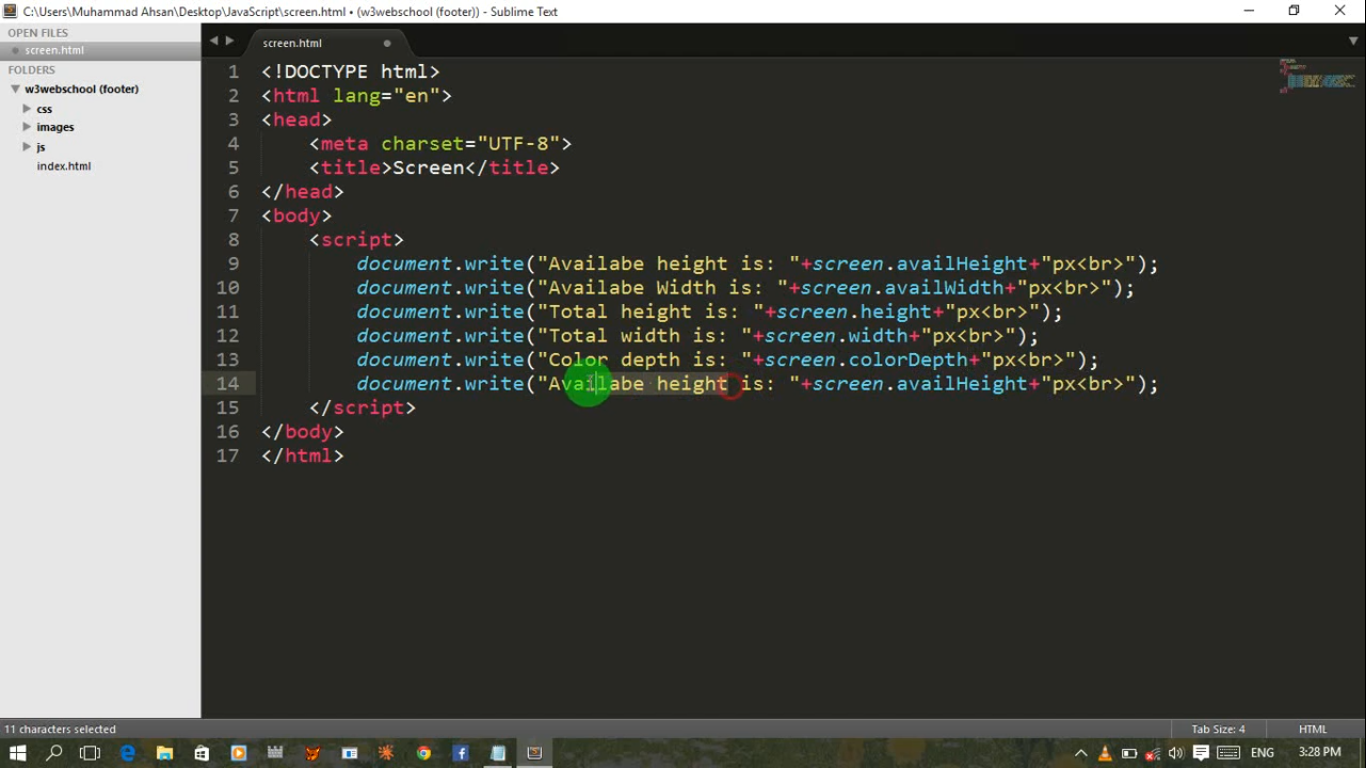 C:\Users\Muhammad Ahsan\Desktop\JavaScript\screen.html • (w3webschool (footer)) - Sublime Text
OPEN FILES
screen.html
FOLDERS
w3webschool (footer)
css
images
js
index.html
screen.html
1 <!DOCTYPE html>
2 <html lang="en">
3 <head>
4 <meta charset="UTF-8">
5 <title>Screen</title>
6 </head>
7 <body>
8 <script>
9 document.write("Availabe height is: "+screen.availHeight+"px<br>");
10 document.write("Availabe Width is: "+screen.availWidth+"px<br>");
11 document.write("Total height is: "+screen.height+"px<br>");
12 document.write("Total width is: "+screen.width+"px<br>");
13 document.write("Color depth is: "+screen.colorDepth+"px<br>");
14 document.write("Availabe height is: "+screen.availHeight+"px<br>");
15 </script>
16 </body>
17 </html>
11 characters selected
Tab Size: 4
HTML
ENG
3:28 PM